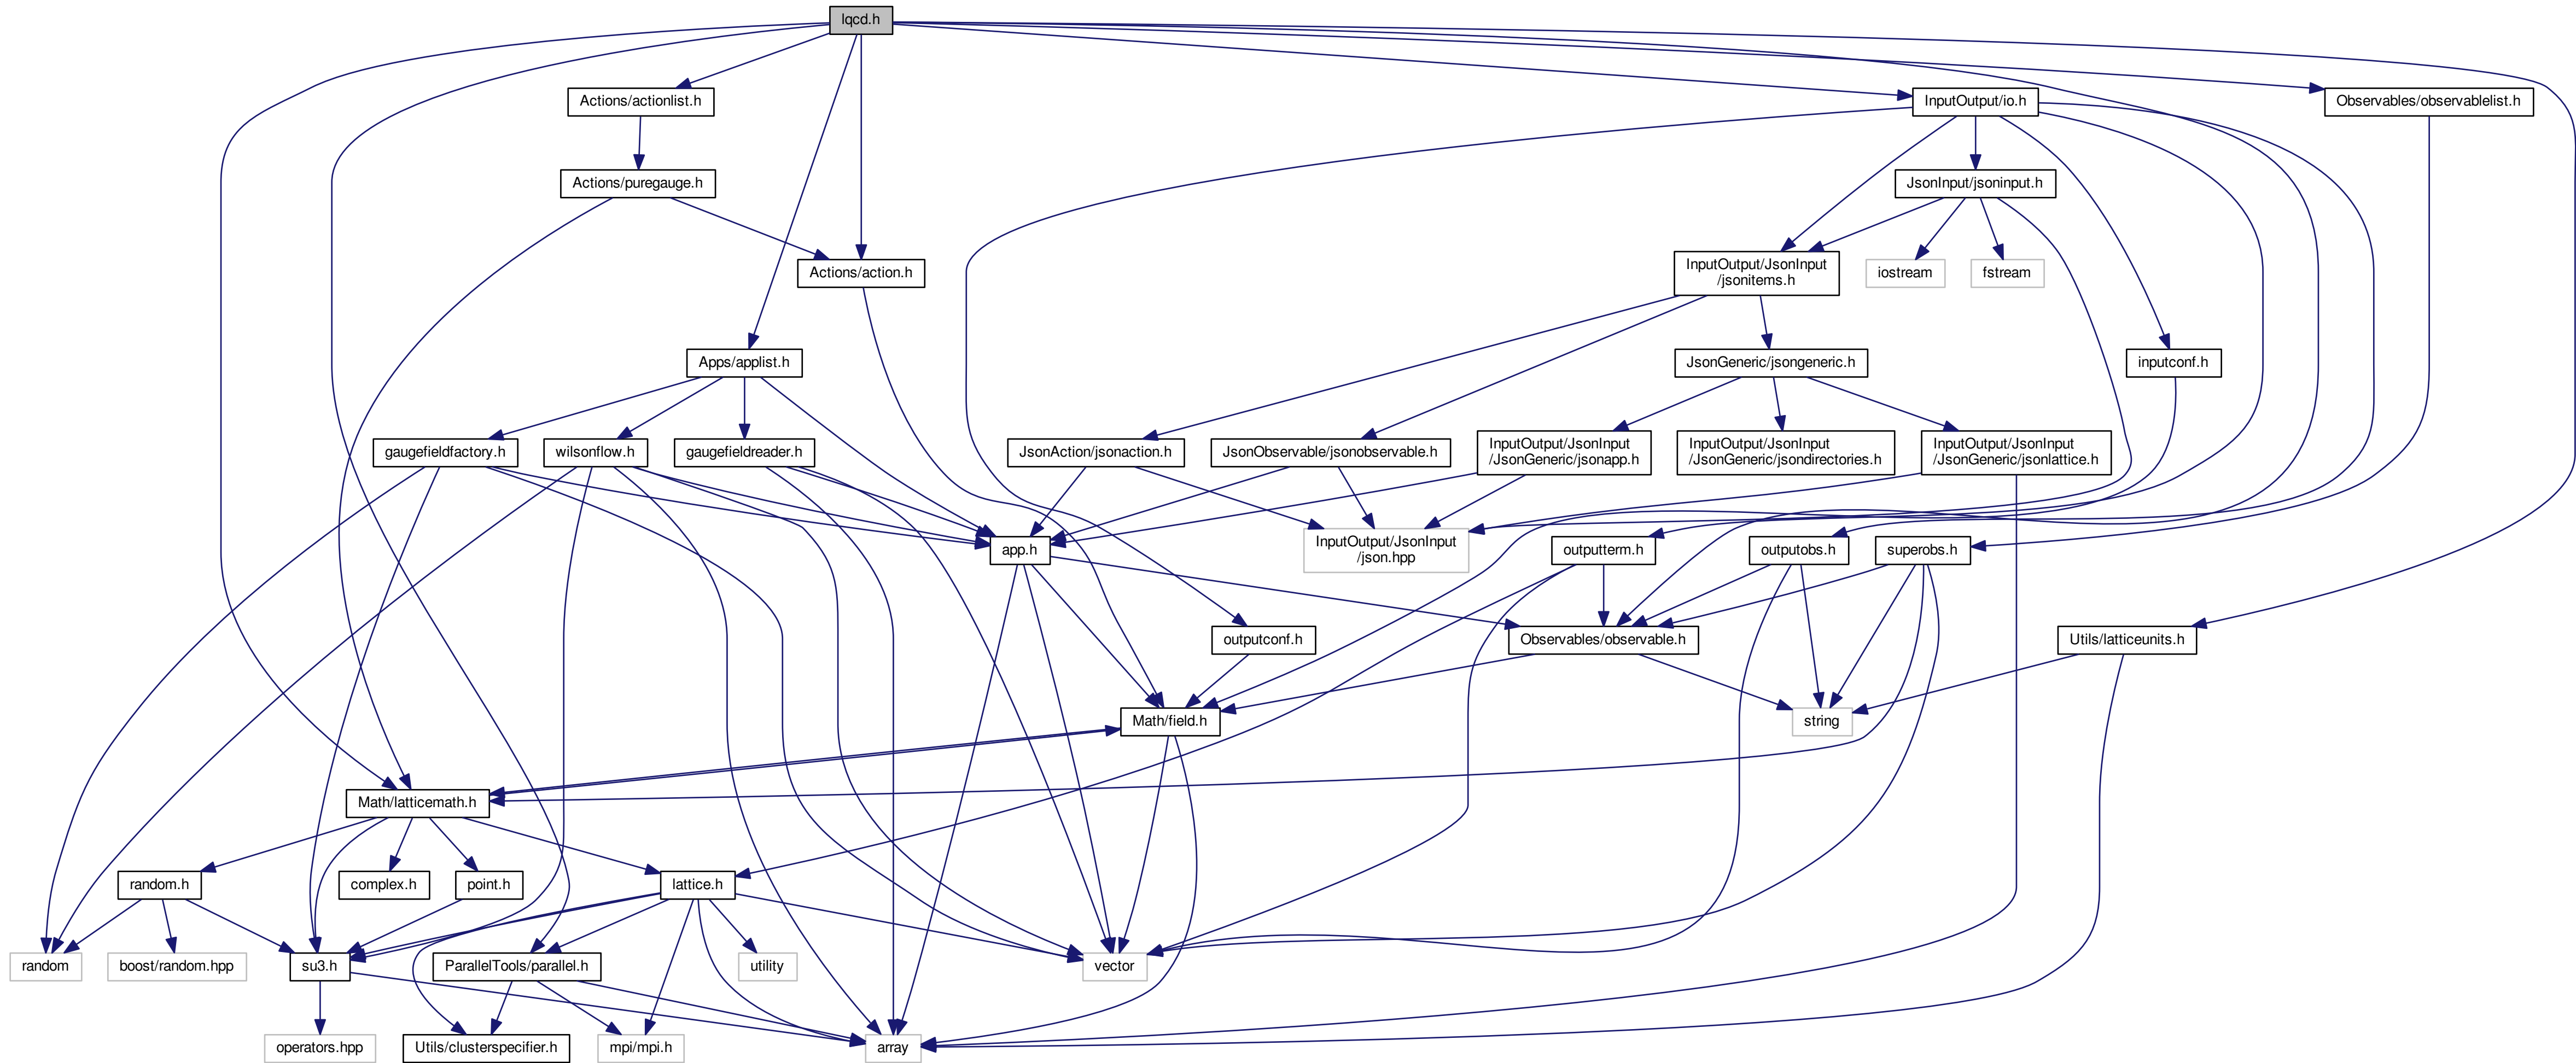 lqcd.h
Actions/actionlist.h
InputOutput/io.h
Observables/observablelist.h
Actions/puregauge.h
JsonInput/jsoninput.h
Actions/action.h
InputOutput/JsonInput
/jsonitems.h
iostream
fstream
Apps/applist.h
JsonGeneric/jsongeneric.h
inputconf.h
gaugefieldfactory.h
wilsonflow.h
gaugefieldreader.h
JsonAction/jsonaction.h
JsonObservable/jsonobservable.h
InputOutput/JsonInput
/JsonGeneric/jsonapp.h
InputOutput/JsonInput
/JsonGeneric/jsondirectories.h
InputOutput/JsonInput
/JsonGeneric/jsonlattice.h
app.h
InputOutput/JsonInput
/json.hpp
outputterm.h
outputobs.h
superobs.h
outputconf.h
Observables/observable.h
Utils/latticeunits.h
Math/field.h
string
Math/latticemath.h
random.h
complex.h
point.h
lattice.h
random
boost/random.hpp
su3.h
ParallelTools/parallel.h
utility
vector
operators.hpp
Utils/clusterspecifier.h
mpi/mpi.h
array